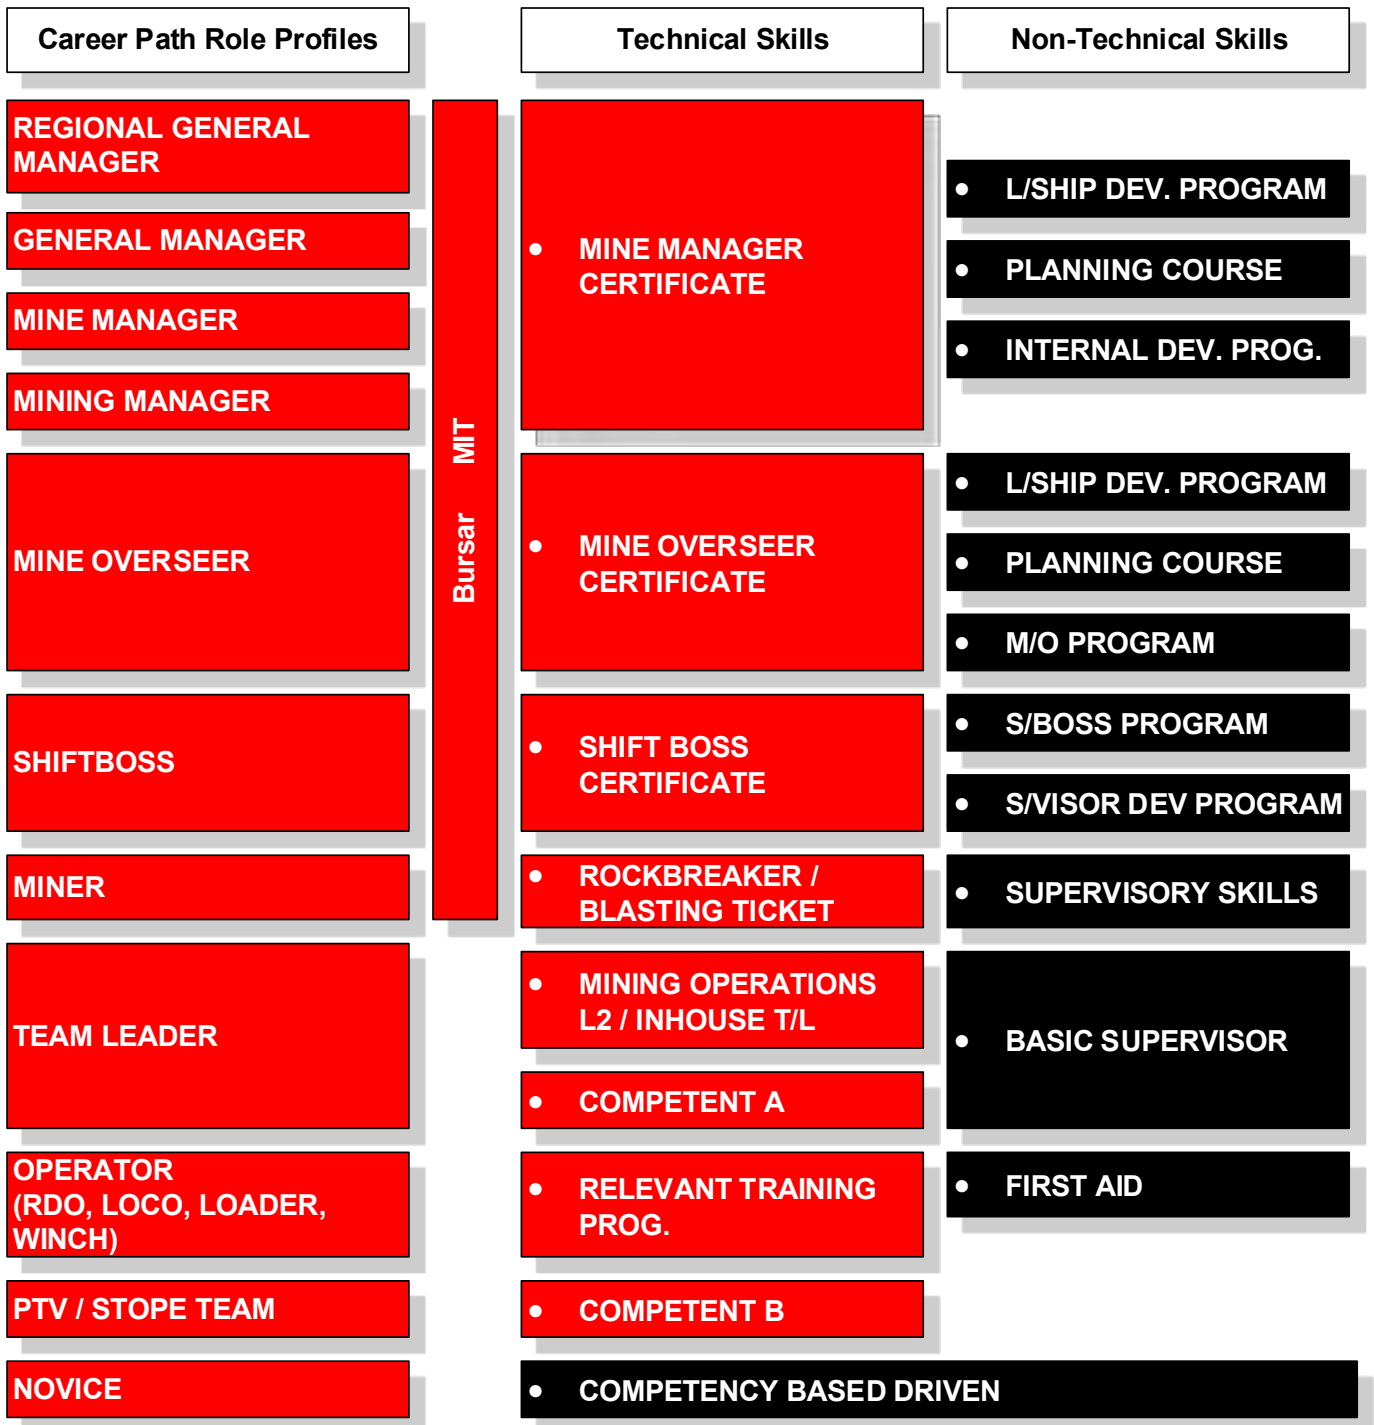 Career Path Role Profiles
Technical Skills
Non-Technical Skills
REGIONAL GENERAL
MANAGER
GENERAL MANAGER
MINE MANAGER
MINING MANAGER
Bursar MIT
• MINE MANAGER
CERTIFICATE
• L/SHIP DEV. PROGRAM
• PLANNING COURSE
• INTERNAL DEV. PROG.
MINE OVERSEER
• MINE OVERSEER
CERTIFICATE
• L/SHIP DEV. PROGRAM
• PLANNING COURSE
• M/O PROGRAM
SHIFTBOSS
• SHIFT BOSS
CERTIFICATE
• S/BOSS PROGRAM
• S/VISOR DEV PROGRAM
MINER
• ROCKBREAKER /
BLASTING TICKET
• SUPERVISORY SKILLS
TEAM LEADER
• MINING OPERATIONS
L2 / INHOUSE T/L
• COMPETENT A
• BASIC SUPERVISOR
OPERATOR
(RDO, LOCO, LOADER,
WINCH)
• RELEVANT TRAINING
PROG.
• FIRST AID
PTV / STOPE TEAM
• COMPETENT B
NOVICE
• COMPETENCY BASED DRIVEN